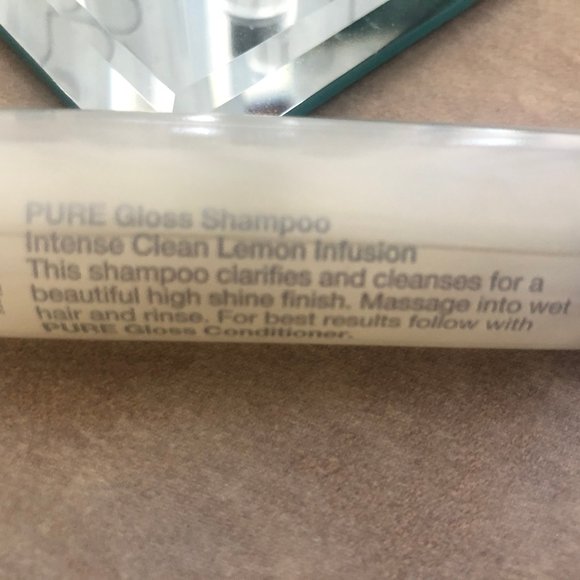 PURE Gloss Shampoo
Intense Clean Lemon Infusion
This shampoo clarifies and cleanses for a
beautiful high shine finish. Massage into wet
hair and rinse. For best results follow with
PURE Gloss Conditioner.